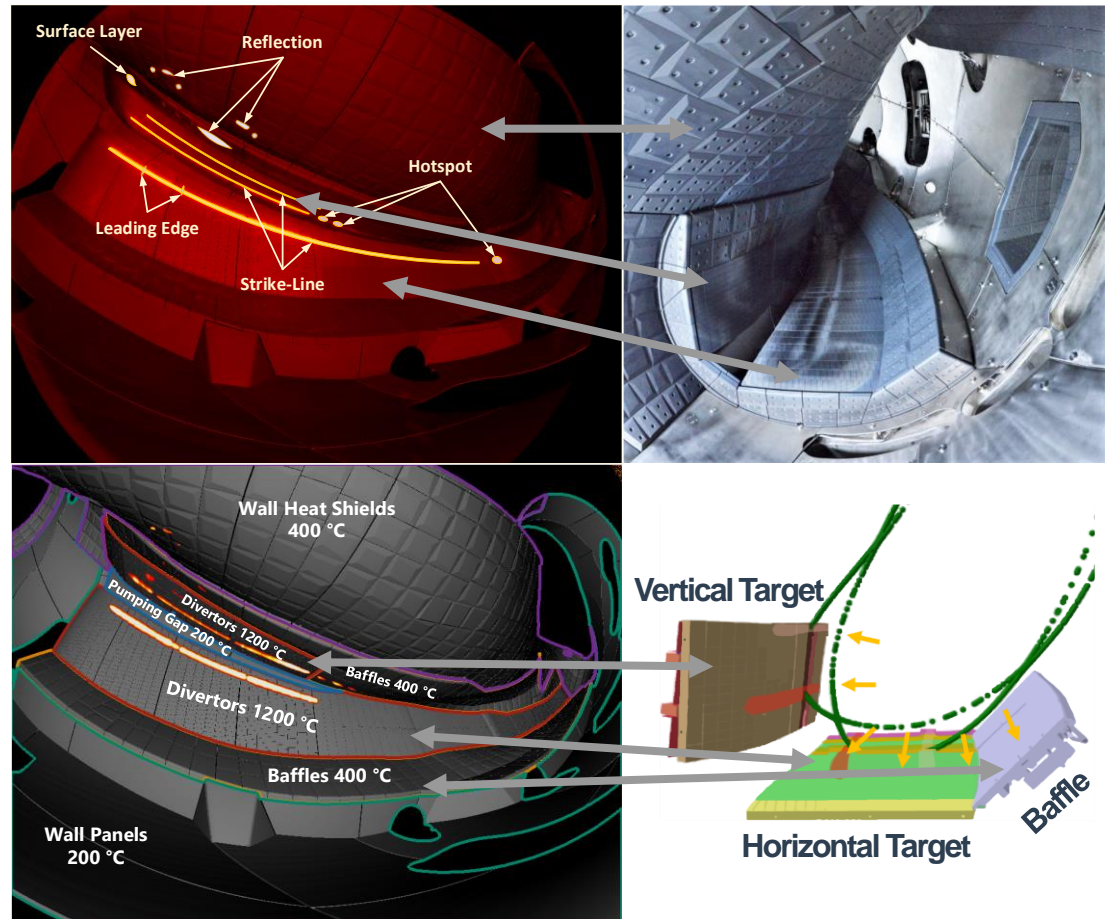 Surface Layer
Reflection
Hotspot
Leading Edge
Strike-Line
Wall Heat Shields
400 °C
Divertors 1200 °C
Pumping Gap 200 °C
Baffles 400 °C
Divertors 1200 °C
Baffles 400 °C
Wall Panels
200 °C
Vertical Target
Baffle
Horizontal Target